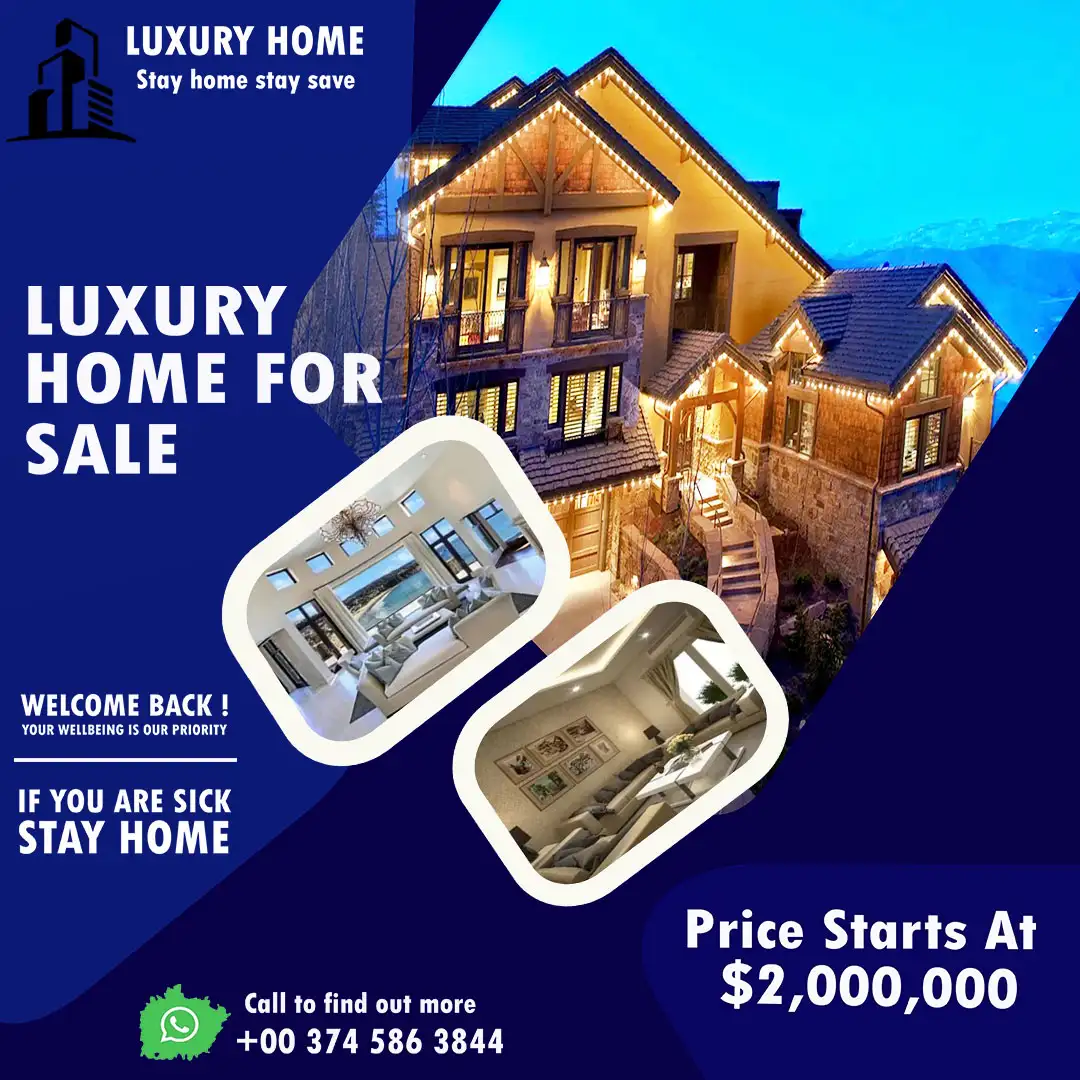 LUXURY HOME
Stay home stay save
LUXURY
HOME FOR
SALE
WELCOME BACK !
YOUR WELLBEING IS OUR PRIORITY
IF YOU ARE SICK
STAY HOME
Price Starts At
$2,000,000
Call to find out more
+00 374 586 3844